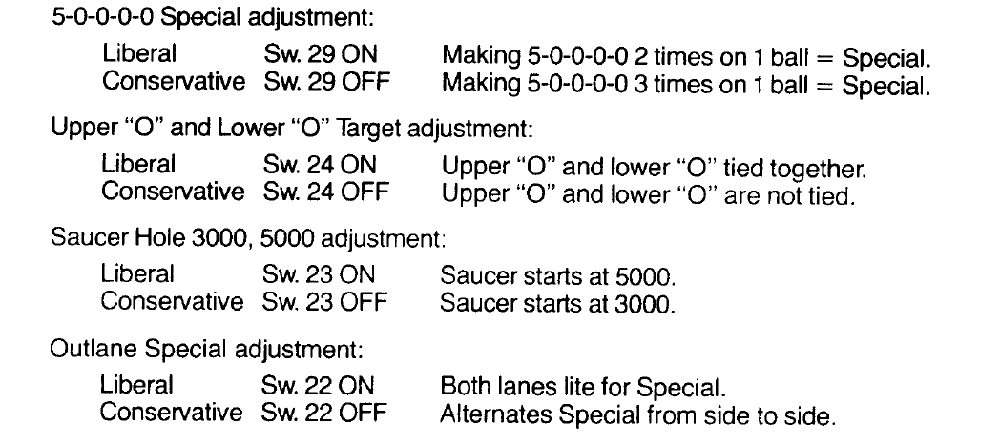 5-0-0-0-0 Special adjustment:
Liberal Sw. 29 ON Making 5-0-0-0-0 2 times on 1 ball = Special.
Conservative Sw. 29 OFF Making 5-0-0-0-0 3 times on 1 ball = Special.
Upper “O” and Lower “O” Target adjustment:
Liberal Sw. 24 ON Upper “O” and lower “O” tied together.
Conservative Sw. 24 OFF Upper “O” and lower “O” are not tied.
Saucer Hole 3000, 5000 adjustment:
Liberal Sw. 23 ON Saucer starts at 5000.
Conservative Sw. 23 OFF Saucer starts at 3000.
Outlane Special adjustment:
Liberal Sw. 22 ON Both lanes lite for Special.
Conservative Sw. 22 OFF Alternates Special from side to side.